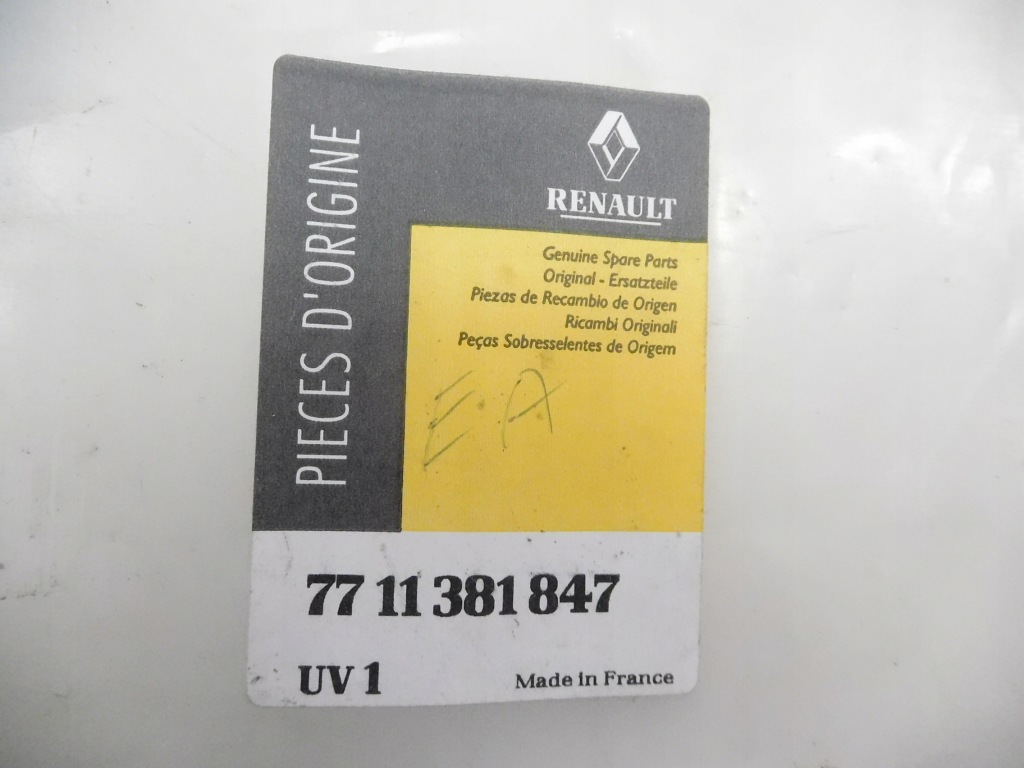 PIECES D'ORIGINE
RENAULT
Genuine Spare Parts
Original - Ersatzteile
Piezas de Recambio de Origen
Ricambi Originali
Peças Sobresselentes de Origem
E A
77 11 381 847
UV 1
Made in France